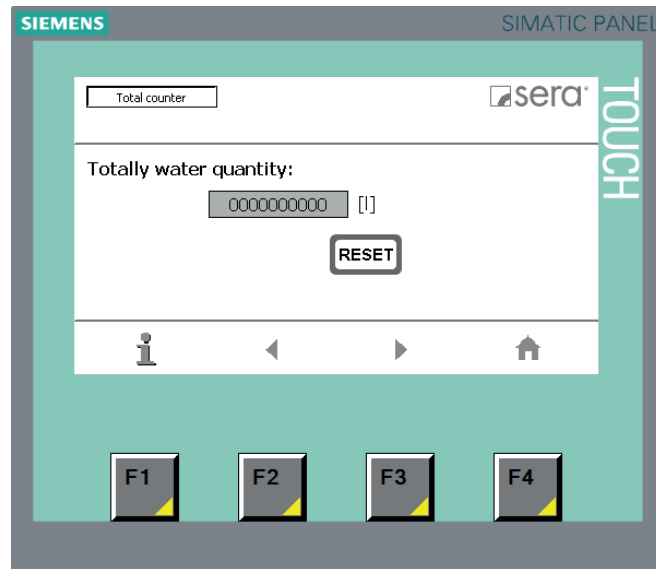 SIEMENS
SIMATIC PANEL
TOUCH
Total counter
sera
Totally water quantity:
0000000000 [l]
RESET
F1 F2 F3 F4